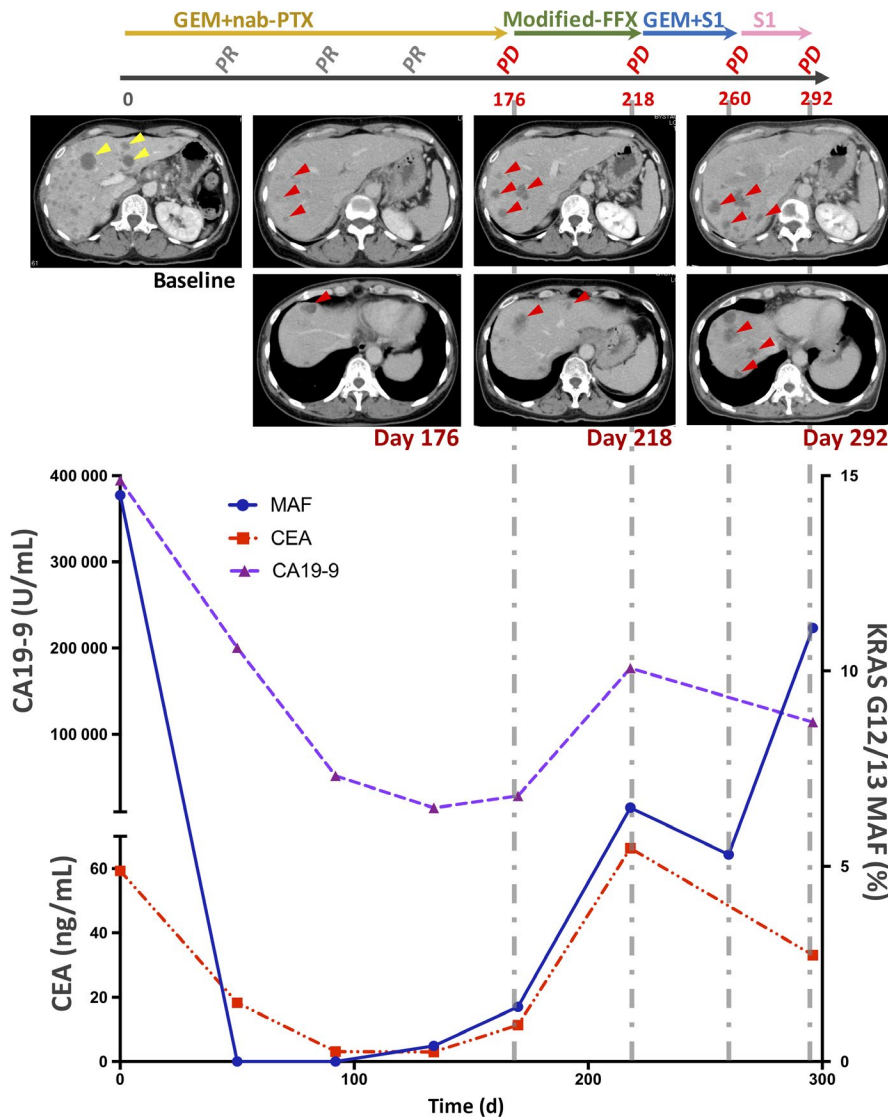 GEM+nab-PTX Modified-FFX GEM+S1 S1
PR PR PR PD PD PD PD
0 176 218 260 292
61
Baseline
Day 176 Day 218 Day 292
400 000
300 000
200 000
100 000
CA19-9 (U/mL)
60
40
20
0
CEA (ng/mL)
MAF
CEA
CA19-9
15
10
5
0
KRAS G12/13 MAF (%)
0 100 200 300
Time (d)